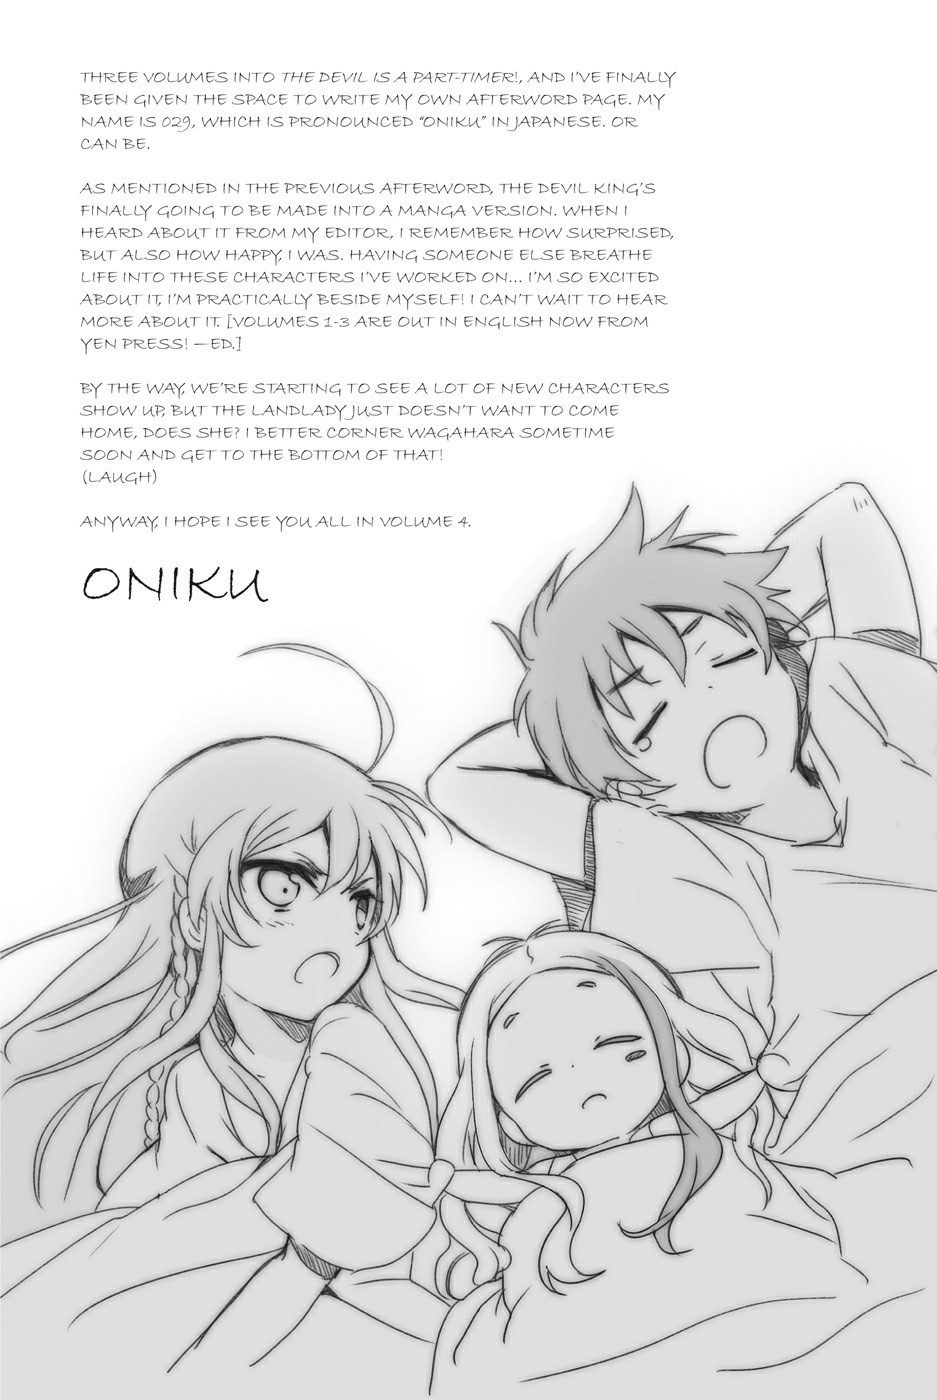 THREE VOLUMES INTO THE DEVIL IS A PART-TIMER!, AND I'VE FINALLY
BEEN GIVEN THE SPACE TO WRITE MY OWN AFTERWORD PAGE. MY
NAME IS 029, WHICH IS PRONOUNCED “ONIKU” IN JAPANESE. OR
CAN BE.
AS MENTIONED IN THE PREVIOUS AFTERWORD, THE DEVIL KING'S
FINALLY GOING TO BE MADE INTO A MANGA VERSION. WHEN I
HEARD ABOUT IT FROM MY EDITOR, I REMEMBER HOW SURPRISED,
BUT ALSO HOW HAPPY, I WAS. HAVING SOMEONE ELSE BREATHE
LIFE INTO THESE CHARACTERS I'VE WORKED ON... I'M SO EXCITED
ABOUT IT, I'M PRACTICALLY BESIDE MYSELF! I CAN'T WAIT TO HEAR
MORE ABOUT IT. [VOLUMES 1-3 ARE OUT IN ENGLISH NOW FROM
YEN PRESS! —ED.]
BY THE WAY, WE'RE STARTING TO SEE A LOT OF NEW CHARACTERS
SHOW UP, BUT THE LANDLADY JUST DOESN'T WANT TO COME
HOME, DOES SHE? I BETTER CORNER WAGAHARA SOMETIME
SOON AND GET TO THE BOTTOM OF THAT!
(LAUGH)
ANYWAY, I HOPE I SEE YOU ALL IN VOLUME 4.
ONIKU